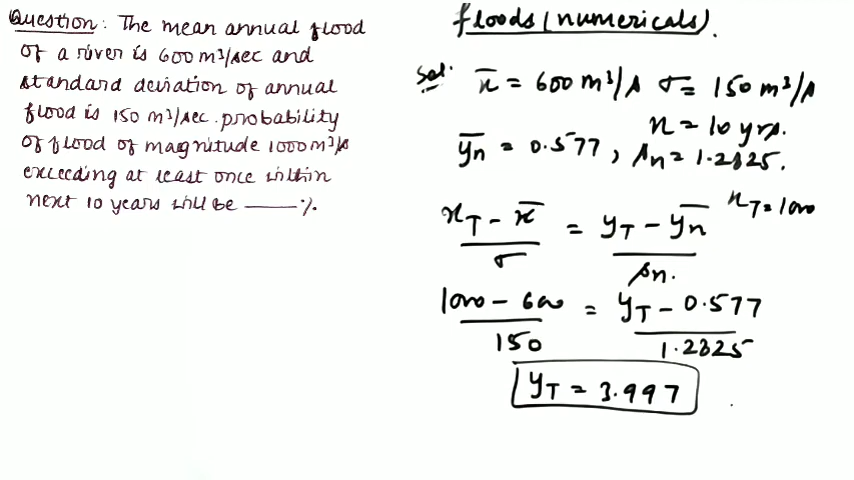 Question: The mean annual flood
of a river is 600 m³/sec and
standard deviation of annual
flood is 150 m³/sec. probability
of flood of magnitude 1000 m³/s
exceeding at least once within
next 10 years will be ____ %.
floods (numericals).
Sol. x̄ = 600 m³/s σ = 150 m³/s
n = 10 yrs.
ȳn = 0.577, sn = 1.2825.
xT = 1000
(xT - x̄)/σ = (yT - ȳn)/sn.
(1000 - 600)/150 = (yT - 0.577)/1.2825
yT = 3.997